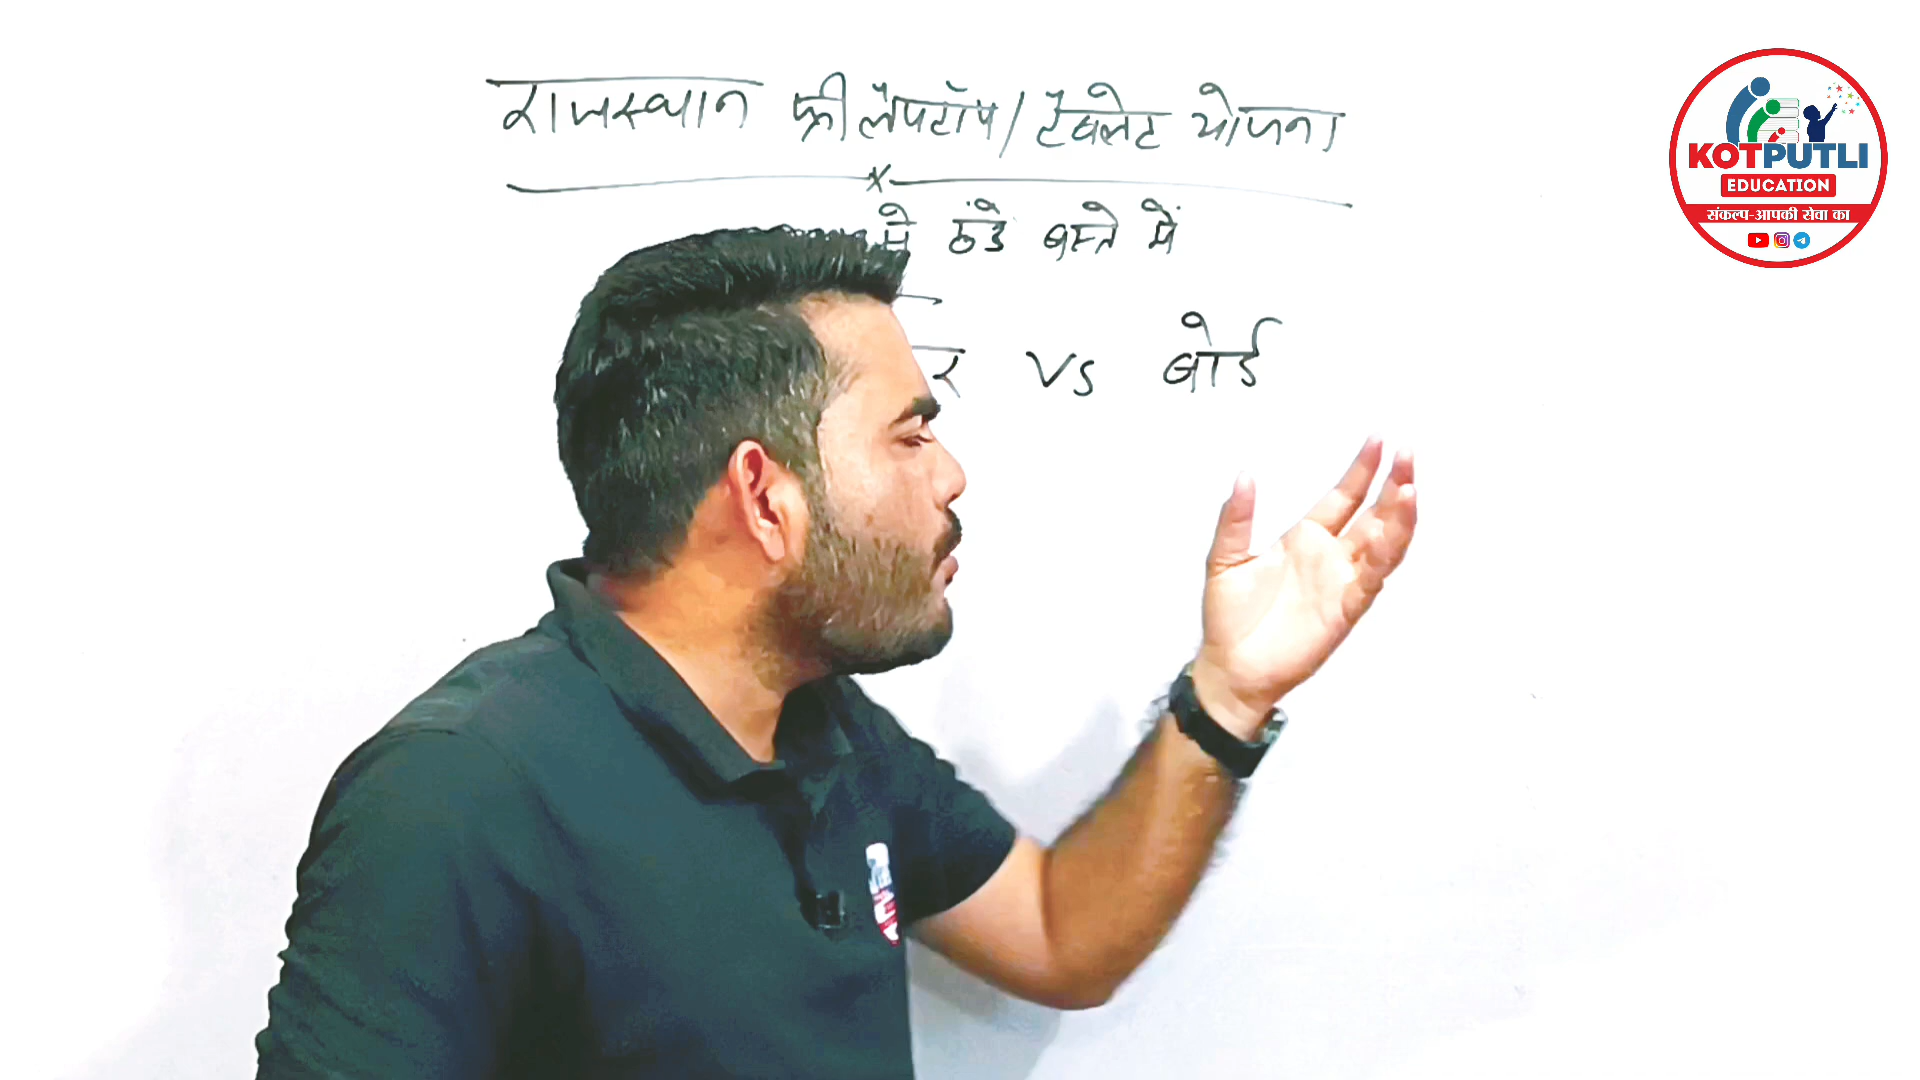 राजस्थान फ्री लैपटॉप / टैबलेट योजना
x
से ठंडे बस्ते में
र vs बोर्ड
KOTPUTLI
EDUCATION
संकल्प-आपकी सेवा का